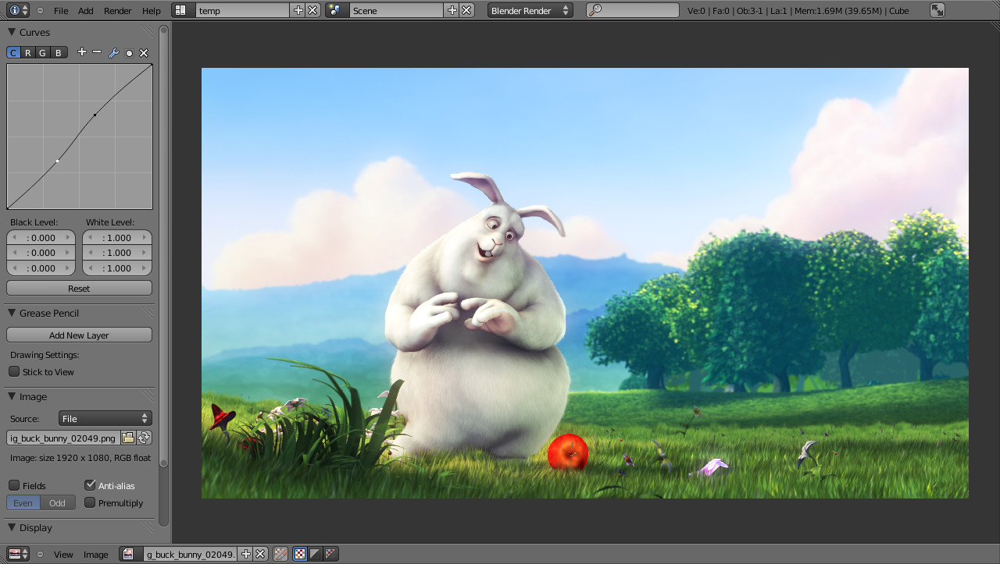 File Add Render Help temp Scene Blender Render Ve:0 | Fa:0 | Ob:3-1 | La:1 | Mem:1.69M (39.65M) | Cube
Curves
C R G B
Black Level: White Level:
: 0.000 : 1.000
: 0.000 : 1.000
: 0.000 : 1.000
Reset
Grease Pencil
Add New Layer
Drawing Settings:
Stick to View
Image
Source: File
ig_buck_bunny_02049.png
Image: size 1920 x 1080, RGB float
Fields Anti-alias
Even Odd Premultiply
Display
View Image g_buck_bunny_02049.